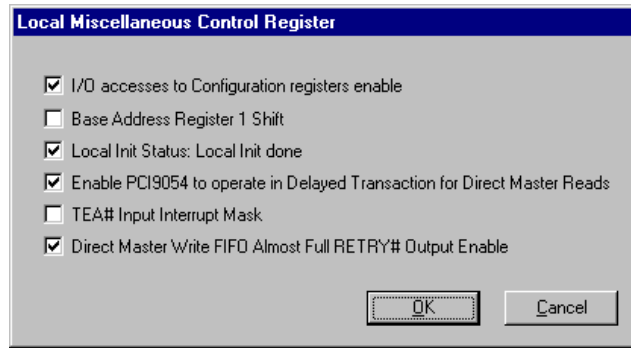 Local Miscellaneous Control Register
I/O accesses to Configuration registers enable
Base Address Register 1 Shift
Local Init Status: Local Init done
Enable PCI9054 to operate in Delayed Transaction for Direct Master Reads
TEA# Input Interrupt Mask
Direct Master Write FIFO Almost Full RETRY# Output Enable
OK Cancel